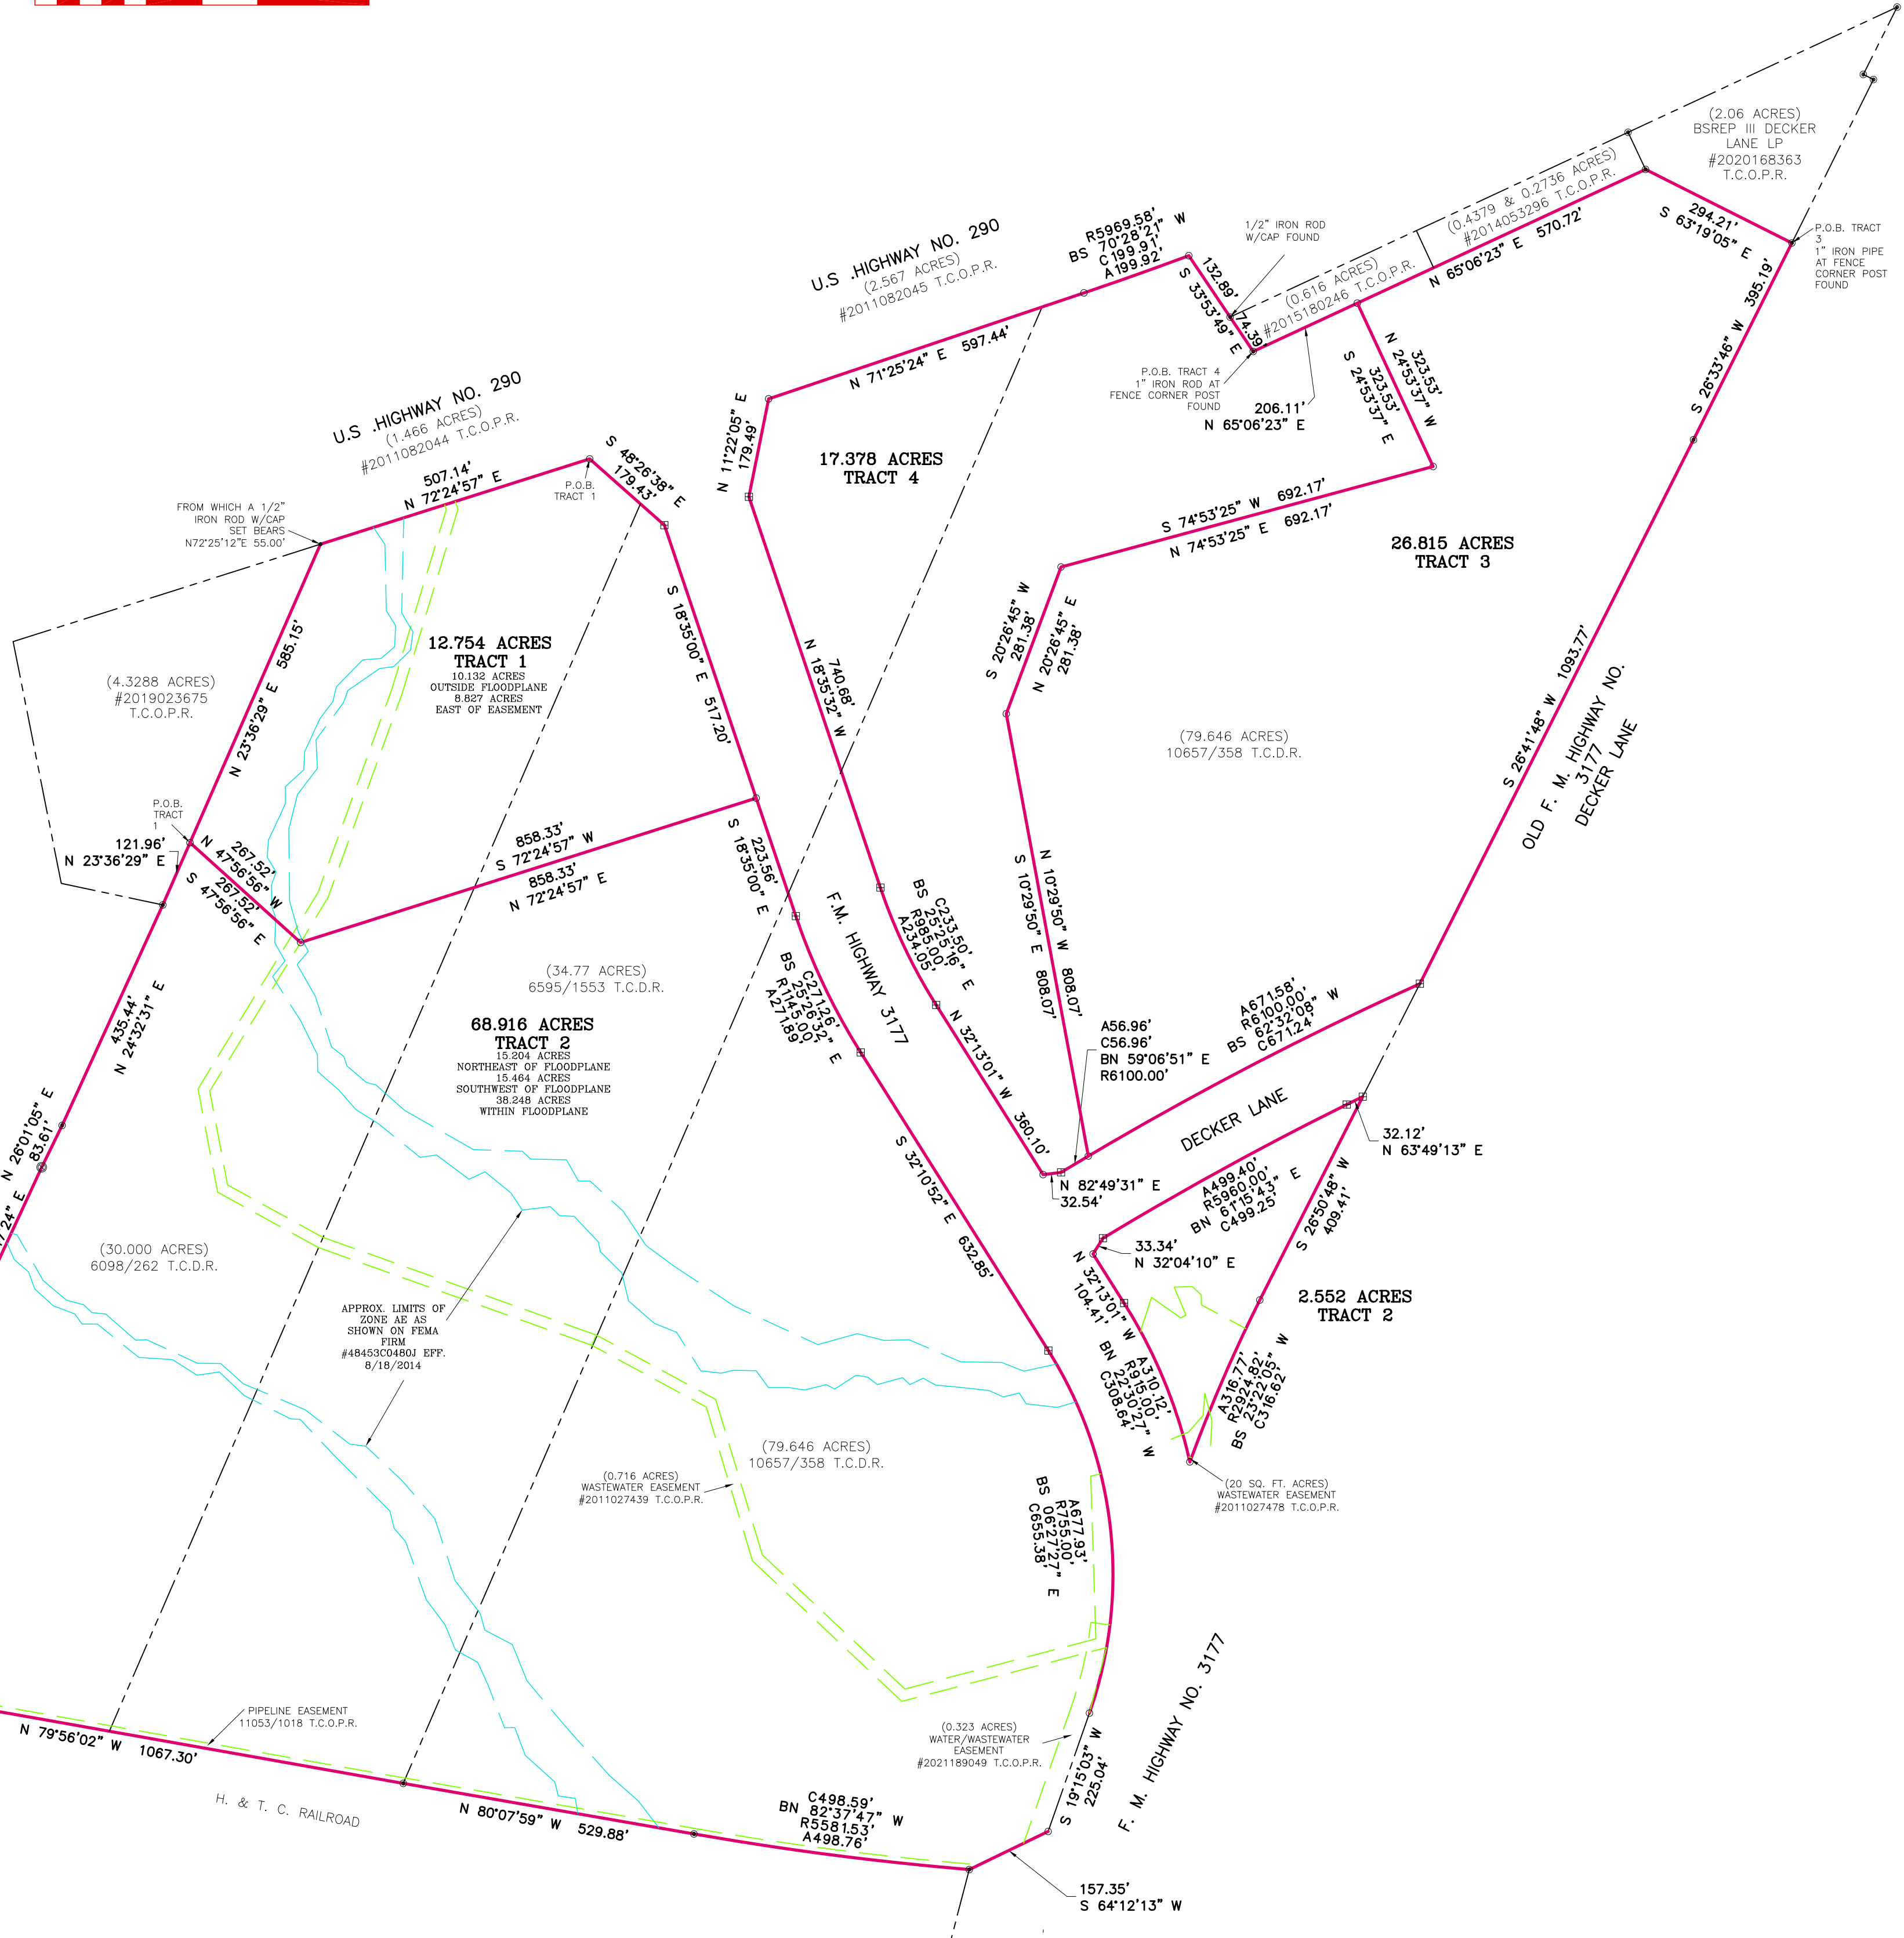 (2.06 ACRES)
BSREP III DECKER
LANE LP
#2020168363
T.C.O.P.R.
(0.4379 & 0.2736 ACRES)
#2014053296 T.C.O.P.R.
N 65°06'23" E 570.72'
294.21'
S 63°19'05" E
P.O.B. TRACT
3
1" IRON PIPE
AT FENCE
CORNER POST
FOUND
S 26°33'46" W 395.19'
U.S .HIGHWAY NO. 290
(2.567 ACRES)
#2011082045 T.C.O.P.R.
R5969.58'
BS 70°28'21" W
C199.91'
A199.92'
1/2" IRON ROD
W/CAP FOUND
132.89'
S 33°53'49" E
74.39'
(0.616 ACRES)
#2015180246 T.C.O.P.R.
N 71°25'24" E 597.44'
P.O.B. TRACT 4
1" IRON ROD AT
FENCE CORNER POST
FOUND
206.11'
N 65°06'23" E
323.53'
N 24°53'37" W
323.53'
S 24°53'37" E
U.S .HIGHWAY NO. 290
(1.466 ACRES)
#2011082044 T.C.O.P.R.
507.14'
N 72°24'57" E
P.O.B.
TRACT 1
S 48°26'38" E
179.43'
N 11°22'05" E
179.49'
17.378 ACRES
TRACT 4
S 74°53'25" W 692.17'
N 74°53'25" E 692.17'
26.815 ACRES
TRACT 3
FROM WHICH A 1/2"
IRON ROD W/CAP
SET BEARS
N72°25'12"E 55.00'
N 23°36'29" E 585.15'
(4.3288 ACRES)
#2019023675
T.C.O.P.R.
12.754 ACRES
TRACT 1
10.132 ACRES
OUTSIDE FLOODPLANE
8.827 ACRES
EAST OF EASEMENT
S 18°35'00" E 517.20'
740.68'
N 18°35'32" W
S 20°26'45" W
281.38'
N 20°26'45" E
281.38'
(79.646 ACRES)
10657/358 T.C.D.R.
S 26°41'48" W 1093.77'
OLD F. M. HIGHWAY NO.
3177
DECKER LANE
P.O.B.
TRACT
1
121.96'
N 23°36'29" E
267.52'
N 47°56'56" W
267.52'
S 47°56'56" E
858.33'
S 72°24'57" W
858.33'
N 72°24'57" E
223.56'
S 18°35'00" E
F.M. HIGHWAY 3177
C233.50'
BS 25°25'16" E
R985.00'
A234.05'
N 10°29'50" W 808.07'
S 10°29'50" E 808.07'
C271.26'
BS 25°26'32" E
R1145.00'
A271.89'
(34.77 ACRES)
6595/1553 T.C.D.R.
68.916 ACRES
TRACT 2
15.204 ACRES
NORTHEAST OF FLOODPLANE
15.464 ACRES
SOUTHWEST OF FLOODPLANE
38.248 ACRES
WITHIN FLOODPLANE
435.44'
N 24°32'31" E
N 32°13'01" W 360.10'
A56.96'
C56.96'
BN 59°06'51" E
R6100.00'
A671.58'
R6100.00'
BS 62°32'08" W
C671.24'
DECKER LANE
32.12'
N 63°49'13" E
N 82°49'31" E
32.54'
A499.40'
R5960.00'
BN 61°15'43" E
C499.25'
S 26°50'48" W
409.41'
N 26°01'05" E
83.61'
7.24" E
S 32°10'52" E 632.85'
33.34'
N 32°04'10" E
(30.000 ACRES)
6098/262 T.C.D.R.
N 32°13'01" W
104.41'
2.552 ACRES
TRACT 2
APPROX. LIMITS OF
ZONE AE AS
SHOWN ON FEMA
FIRM
#48453C0480J EFF.
8/18/2014
A310.12'
R915.00'
BN 22°30'27" W
C308.64'
A316.77'
R2924.82'
BS 23°22'05" W
C316.62'
(79.646 ACRES)
10657/358 T.C.D.R.
(0.716 ACRES)
WASTEWATER EASEMENT
#2011027439 T.C.O.P.R.
(20 SQ. FT. ACRES)
WASTEWATER EASEMENT
#2011027478 T.C.O.P.R.
A677.93'
R755.00'
BS 06°27'27" E
C655.38'
F. M. HIGHWAY NO. 3177
PIPELINE EASEMENT
11053/1018 T.C.O.P.R.
N 79°56'02" W 1067.30'
(0.323 ACRES)
WATER/WASTEWATER
EASEMENT
#2021189049 T.C.O.P.R.
S 19°15'03" W
225.04'
H. & T. C. RAILROAD
N 80°07'59" W 529.88'
C498.59'
BN 82°37'47" W
R5581.53'
A498.76'
157.35'
S 64°12'13" W